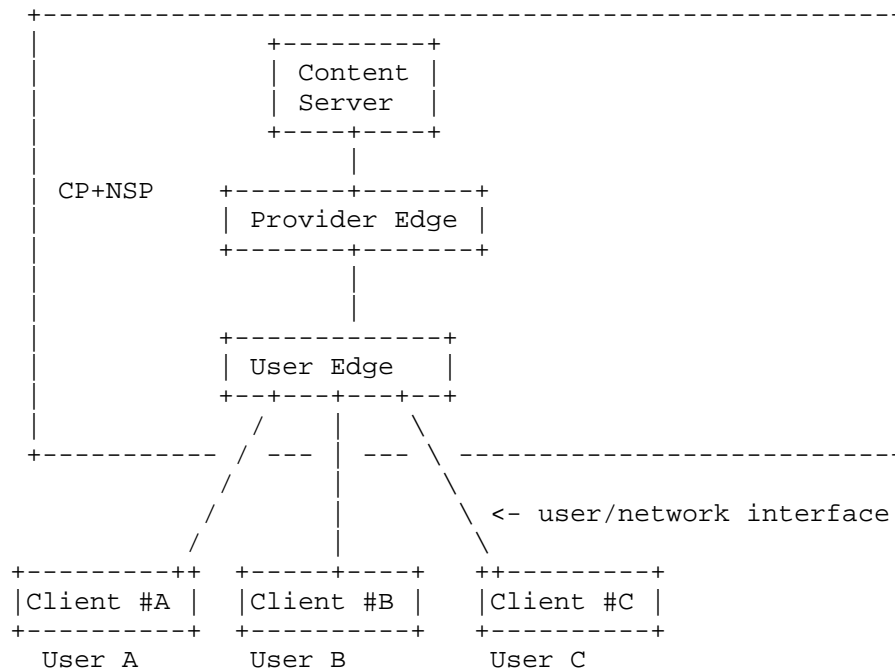 Content
Server
CP+NSP
Provider Edge
User Edge
<- user/network interface
Client #A
Client #B
Client #C
User A
User B
User C